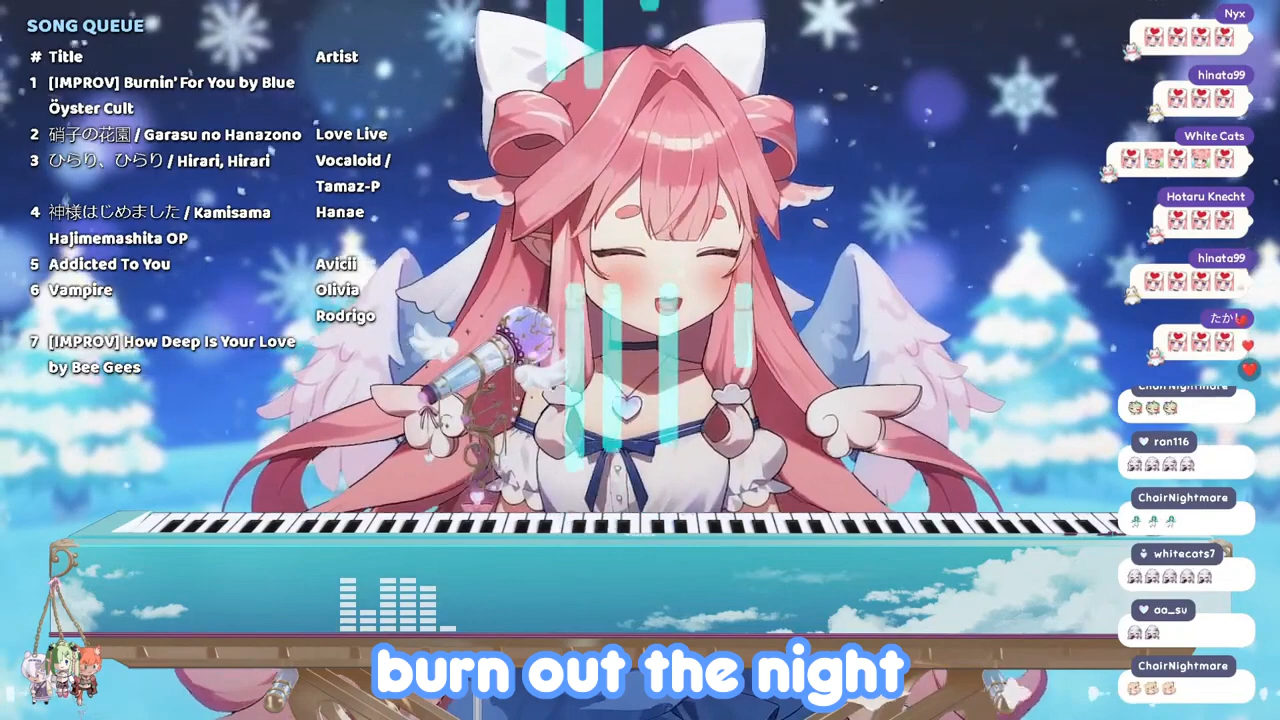 SONG QUEUE
# Title Artist
1 [IMPROV] Burnin' For You by Blue
Öyster Cult
2 硝子の花園 / Garasu no Hanazono Love Live
3 ひらり、ひらり / Hirari, Hirari Vocaloid /
Tamaz-P
4 神様はじめました / Kamisama Hanae
Hajimemashita OP
5 Addicted To You Avicii
6 Vampire Olivia
Rodrigo
7 [IMPROV] How Deep Is Your Love
by Bee Gees
Nyx
hinata99
White Cats
Hotaru Knecht
hinata99
たかし
ChairNightmare
ran116
ChairNightmare
whitecats7
aa_su
ChairNightmare
burn out the night